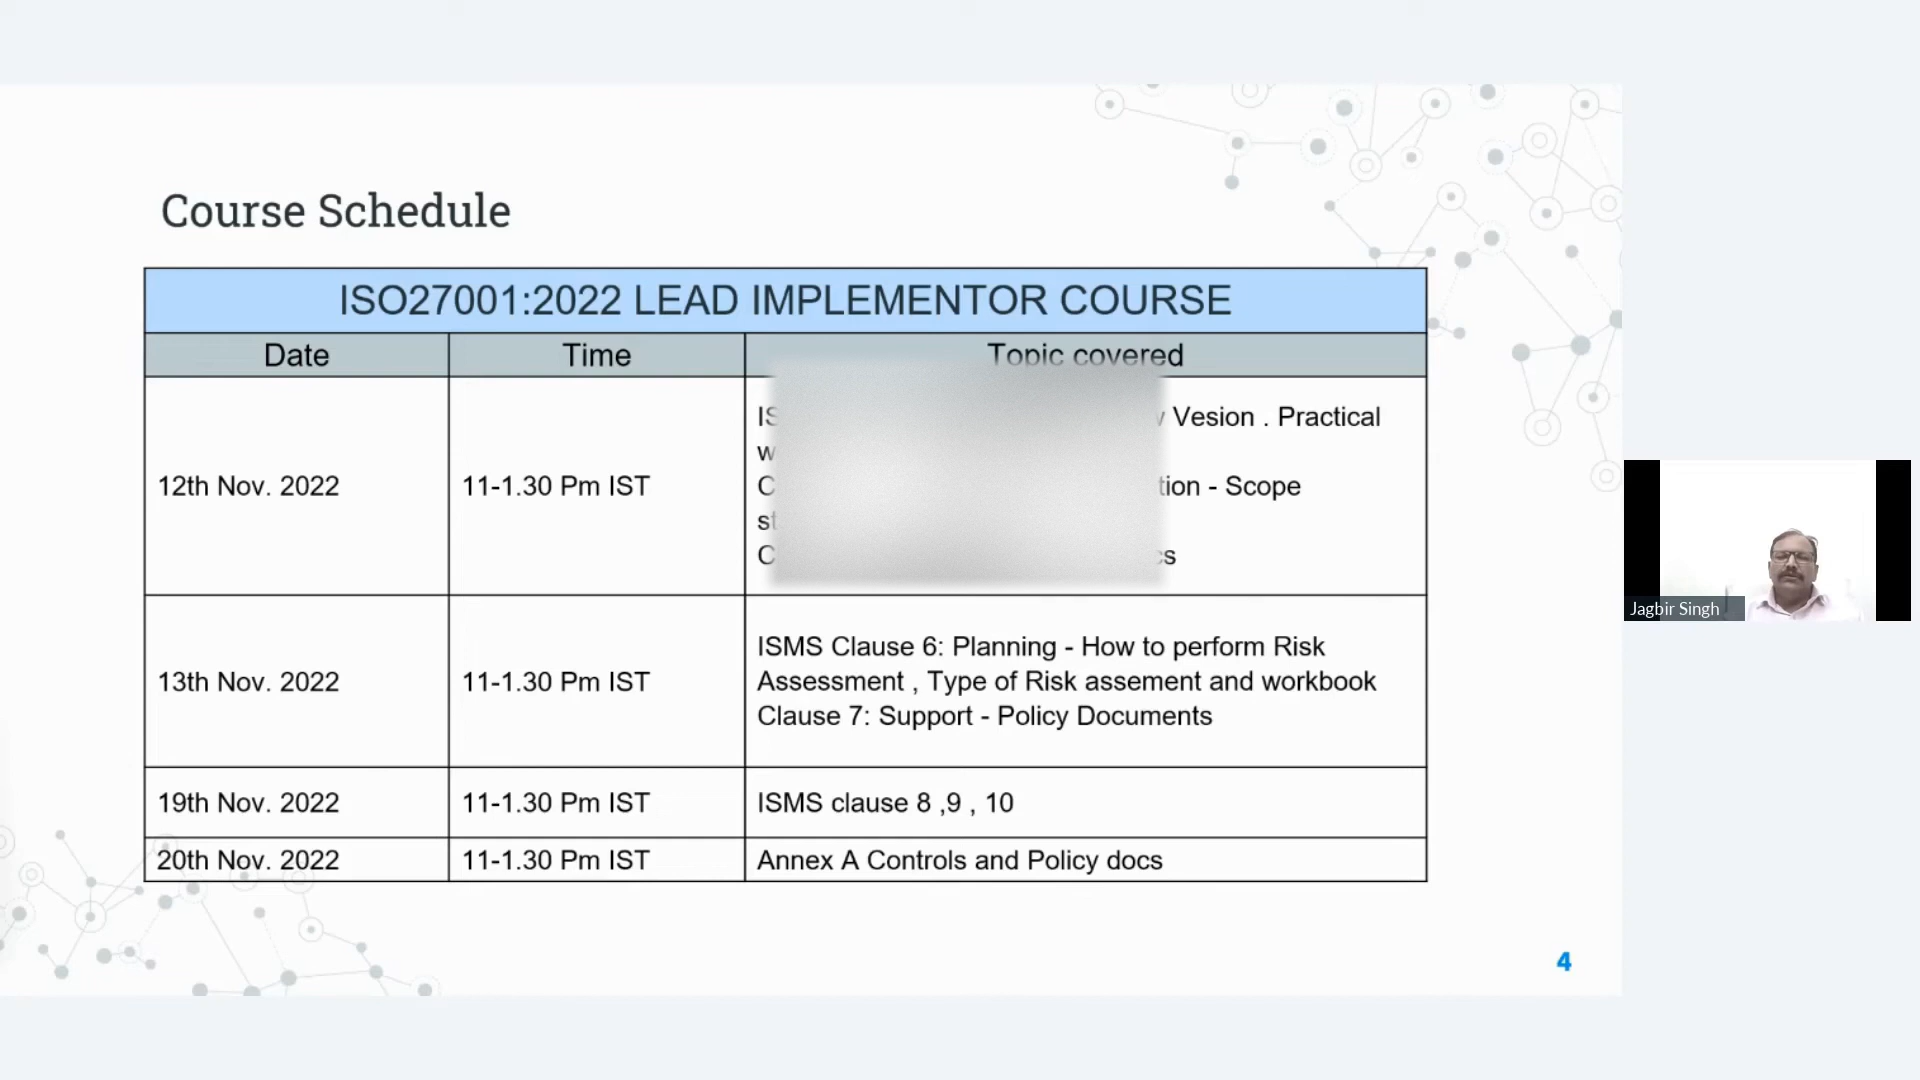 Course Schedule
ISO27001:2022 LEAD IMPLEMENTOR COURSE
Date Time Topic covered
12th Nov. 2022 11-1.30 Pm IST
Vesion . Practical
- Scope
13th Nov. 2022 11-1.30 Pm IST
ISMS Clause 6: Planning - How to perform Risk
Assessment , Type of Risk assement and workbook
Clause 7: Support - Policy Documents
19th Nov. 2022 11-1.30 Pm IST ISMS clause 8 ,9 , 10
20th Nov. 2022 11-1.30 Pm IST Annex A Controls and Policy docs
4
Jagbir Singh